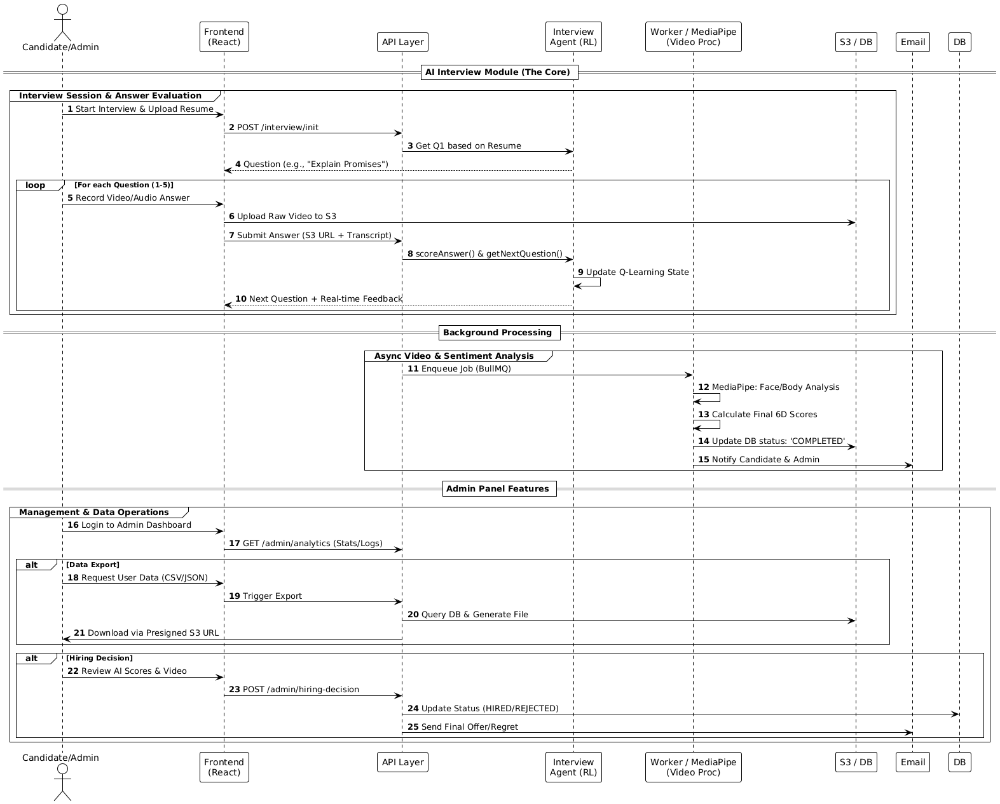 Candidate/Admin
Frontend
(React)
API Layer
Interview
Agent (RL)
Worker / MediaPipe
(Video Proc)
S3 / DB
Email
DB
AI Interview Module (The Core)
Interview Session & Answer Evaluation
1 Start Interview & Upload Resume
2 POST /interview/init
3 Get Q1 based on Resume
4 Question (e.g., "Explain Promises")
loop [For each Question (1-5)]
5 Record Video/Audio Answer
6 Upload Raw Video to S3
7 Submit Answer (S3 URL + Transcript)
8 scoreAnswer() & getNextQuestion()
9 Update Q-Learning State
10 Next Question + Real-time Feedback
Background Processing
Async Video & Sentiment Analysis
11 Enqueue Job (BullMQ)
12 MediaPipe: Face/Body Analysis
13 Calculate Final 6D Scores
14 Update DB status: 'COMPLETED'
15 Notify Candidate & Admin
Admin Panel Features
Management & Data Operations
16 Login to Admin Dashboard
17 GET /admin/analytics (Stats/Logs)
alt [Data Export]
18 Request User Data (CSV/JSON)
19 Trigger Export
20 Query DB & Generate File
21 Download via Presigned S3 URL
alt [Hiring Decision]
22 Review AI Scores & Video
23 POST /admin/hiring-decision
24 Update Status (HIRED/REJECTED)
25 Send Final Offer/Regret
Candidate/Admin
Frontend
(React)
API Layer
Interview
Agent (RL)
Worker / MediaPipe
(Video Proc)
S3 / DB
Email
DB